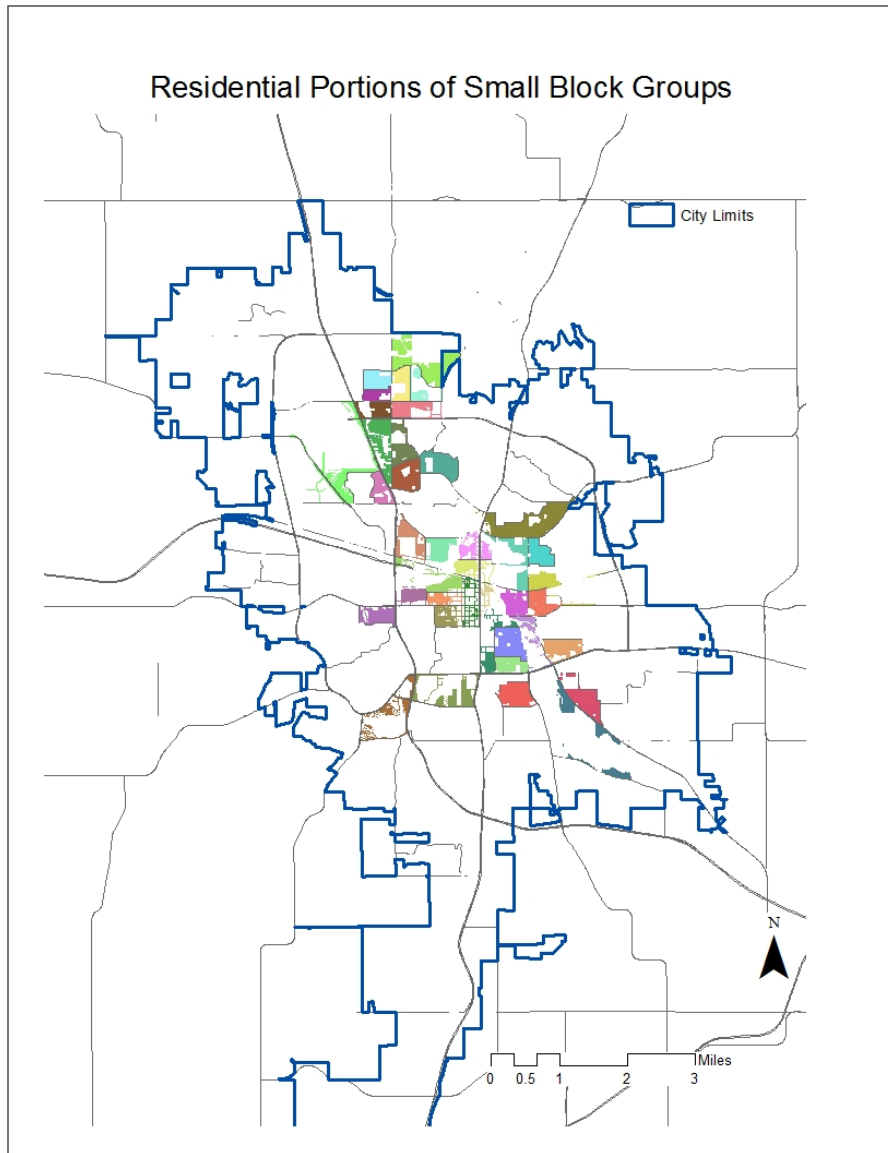 Residential Portions of Small Block Groups
City Limits
N
Miles
0 0.5 1 2 3